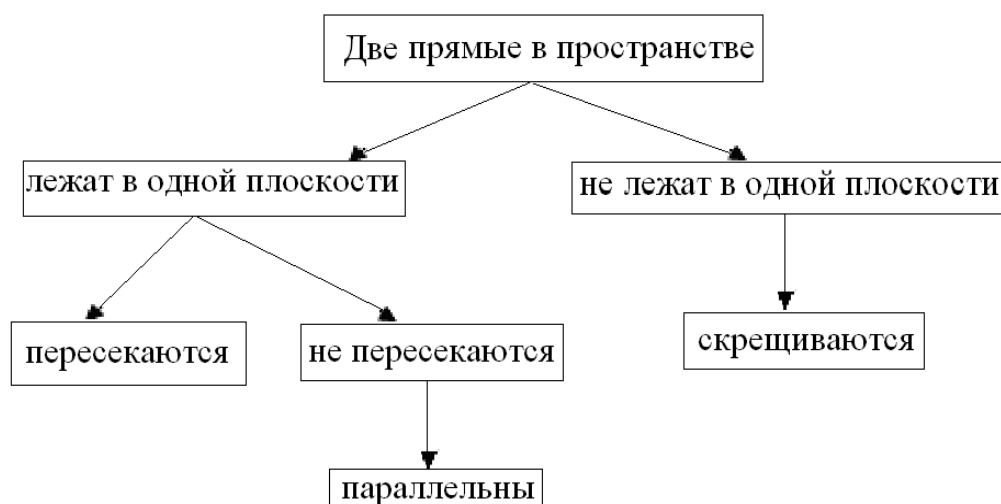 Две прямые в пространстве
лежат в одной плоскости
не лежат в одной плоскости
пересекаются
не пересекаются
скрещиваются
параллельны